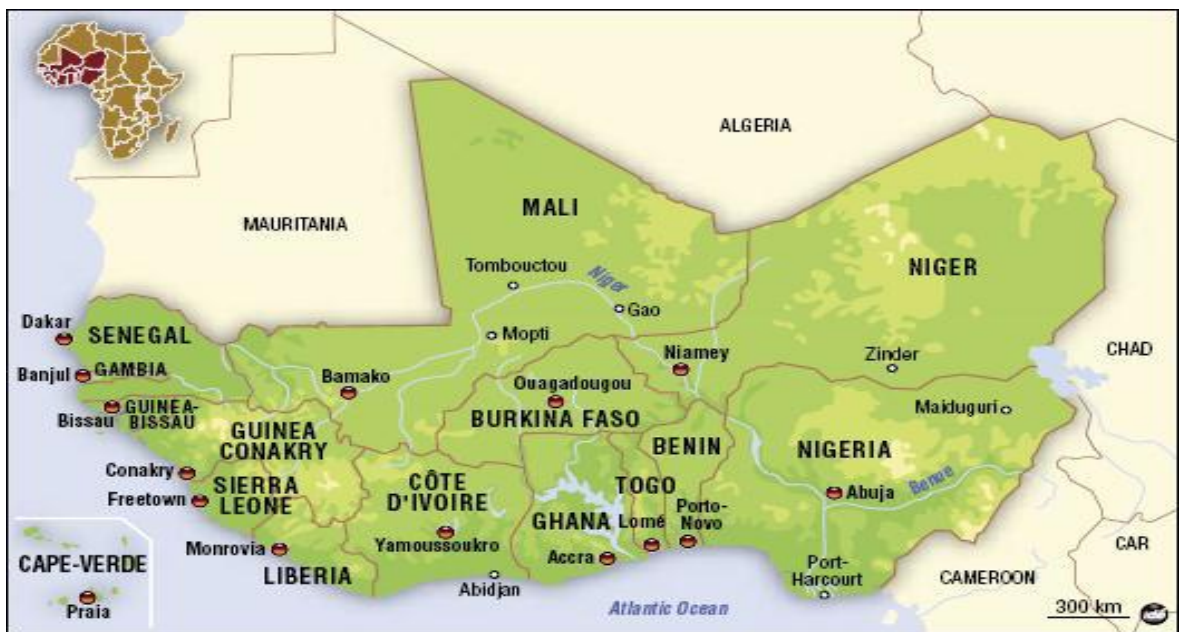 ALGERIA
MAURITANIA
MALI
NIGER
Tombouctou
Niger
Gao
Mopti
Dakar
SENEGAL
Banjul
GAMBIA
Bissau
GUINEA-
BISSAU
Bamako
Niamey
Zinder
CHAD
Ouagadougou
BURKINA FASO
Maiduguri
GUINEA
CONAKRY
BENIN
NIGERIA
Conakry
Freetown
SIERRA
LEONE
CÔTE
D'IVOIRE
TOGO
Abuja
Benue
GHANA
Lomé
Porto-
Novo
Monrovia
LIBERIA
Yamoussoukro
Accra
Abidjan
Port-
Harcourt
CAMEROON
CAR
CAPE-VERDE
Praia
Atlantic Ocean
300 km